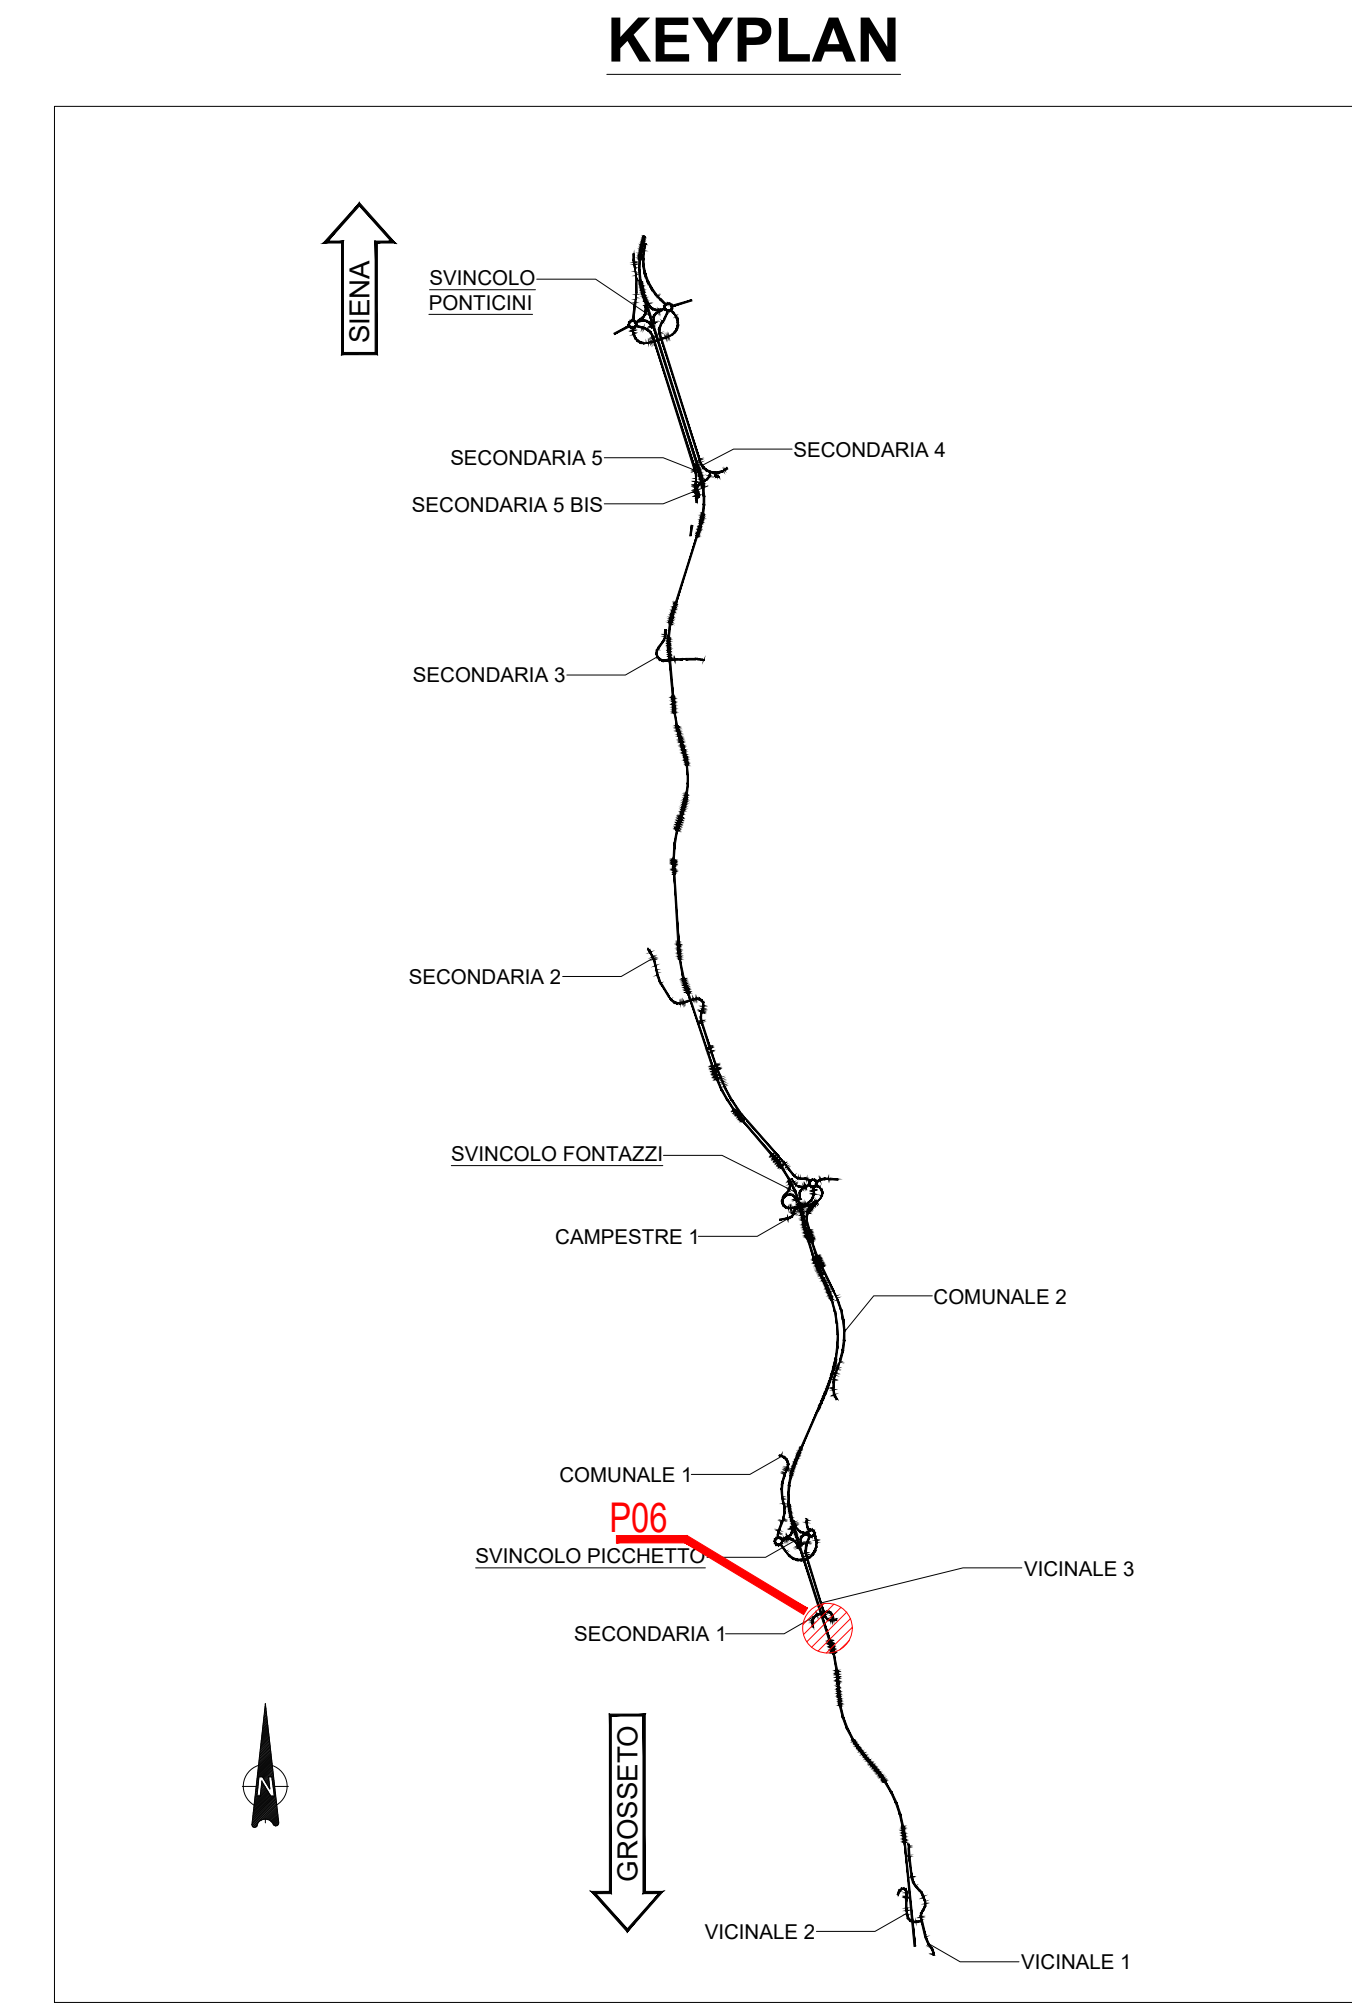 KEYPLAN
SIENA
SVINCOLO
PONTICINI
SECONDARIA 4
SECONDARIA 5
SECONDARIA 5 BIS
SECONDARIA 3
SECONDARIA 2
SVINCOLO FONTAZZI
CAMPESTRE 1
COMUNALE 2
COMUNALE 1
P06
SVINCOLO PICCHETTO
VICINALE 3
SECONDARIA 1
N
GROSSETO
VICINALE 2
VICINALE 1